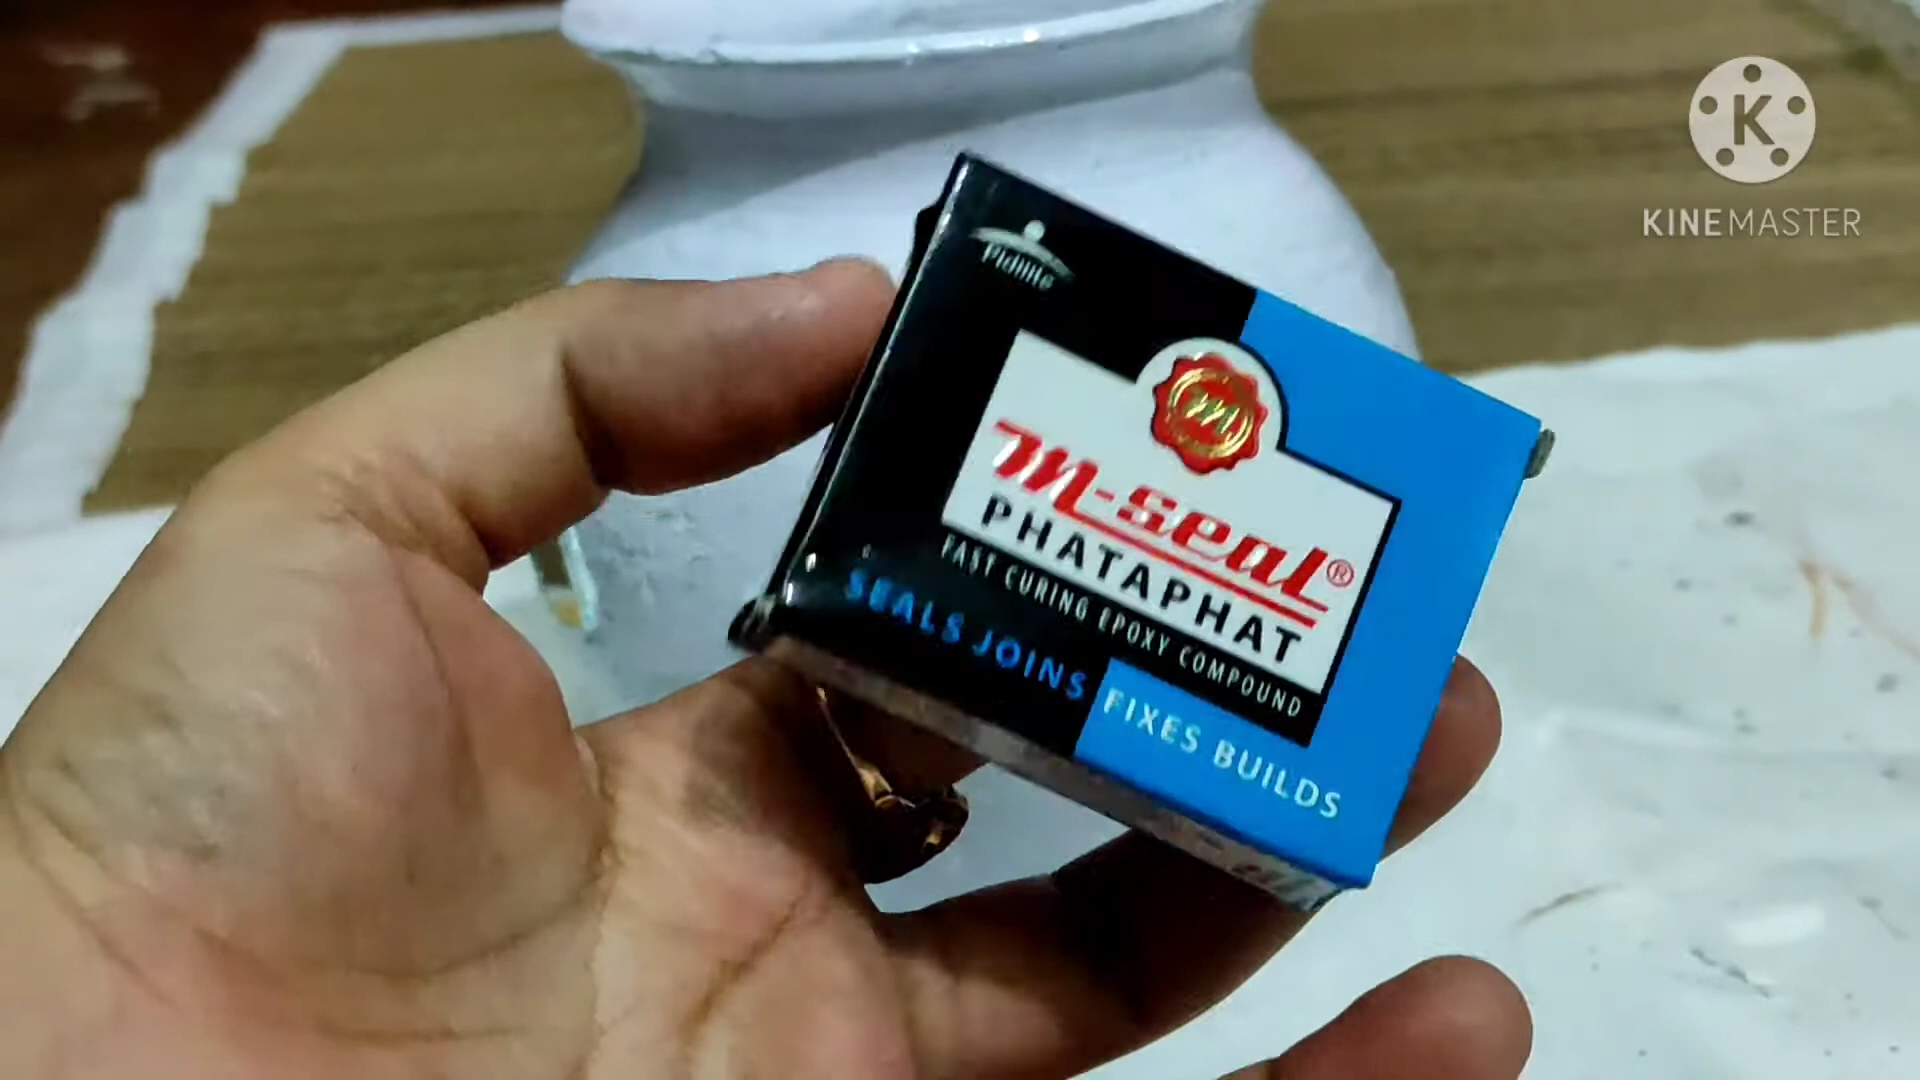 K
KINEMASTER
Pidilite
m
m-seal®
PHATAPHAT
FAST CURING EPOXY COMPOUND
SEALS JOINS FIXES BUILDS